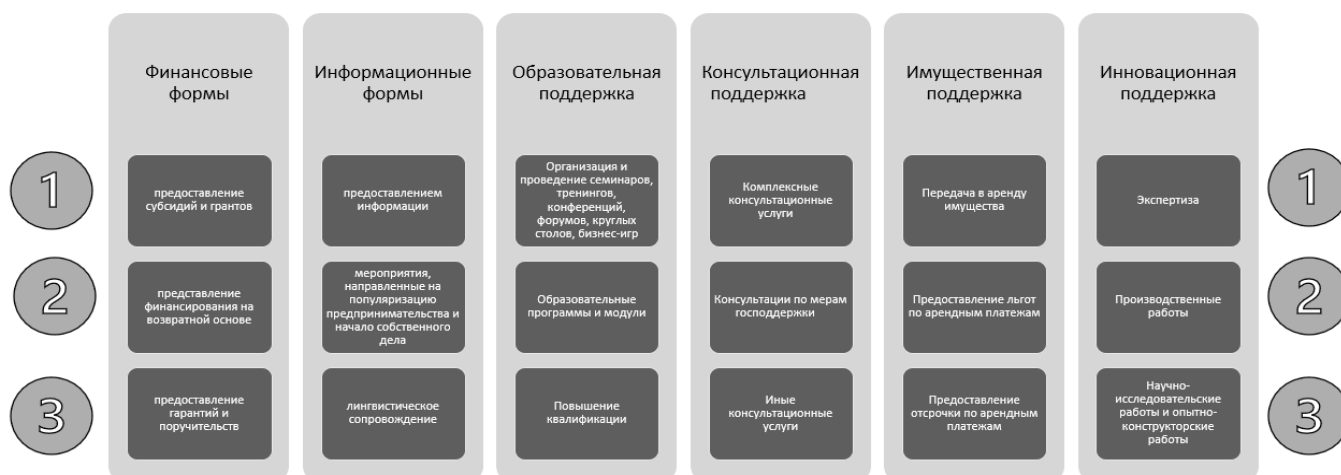 Финансовые
формы
Информационные
формы
Образовательная
поддержка
Консультационная
поддержка
Имущественная
поддержка
Инновационная
поддержка
1
предоставление
субсидий и грантов
предоставлением
информации
Организация и
проведение семинаров,
тренингов,
конференций,
форумов, круглых
столов, бизнес-игр
Комплексные
консультационные
услуги
Передача в аренду
имущества
Экспертиза
1
2
представление
финансирования на
возвратной основе
мероприятия,
направленные на
популяризацию
предпринимательства и
начало собственного
дела
Образовательные
программы и модули
Консультации по мерам
господдержки
Предоставление льгот
по арендным платежам
Производственные
работы
2
3
предоставление
гарантий и
поручительств
лингвистическое
сопровождение
Повышение
квалификации
Иные
консультационные
услуги
Предоставление
отсрочки по арендным
платежам
Научно-
исследовательские
работы и опытно-
конструкторские
работы
3